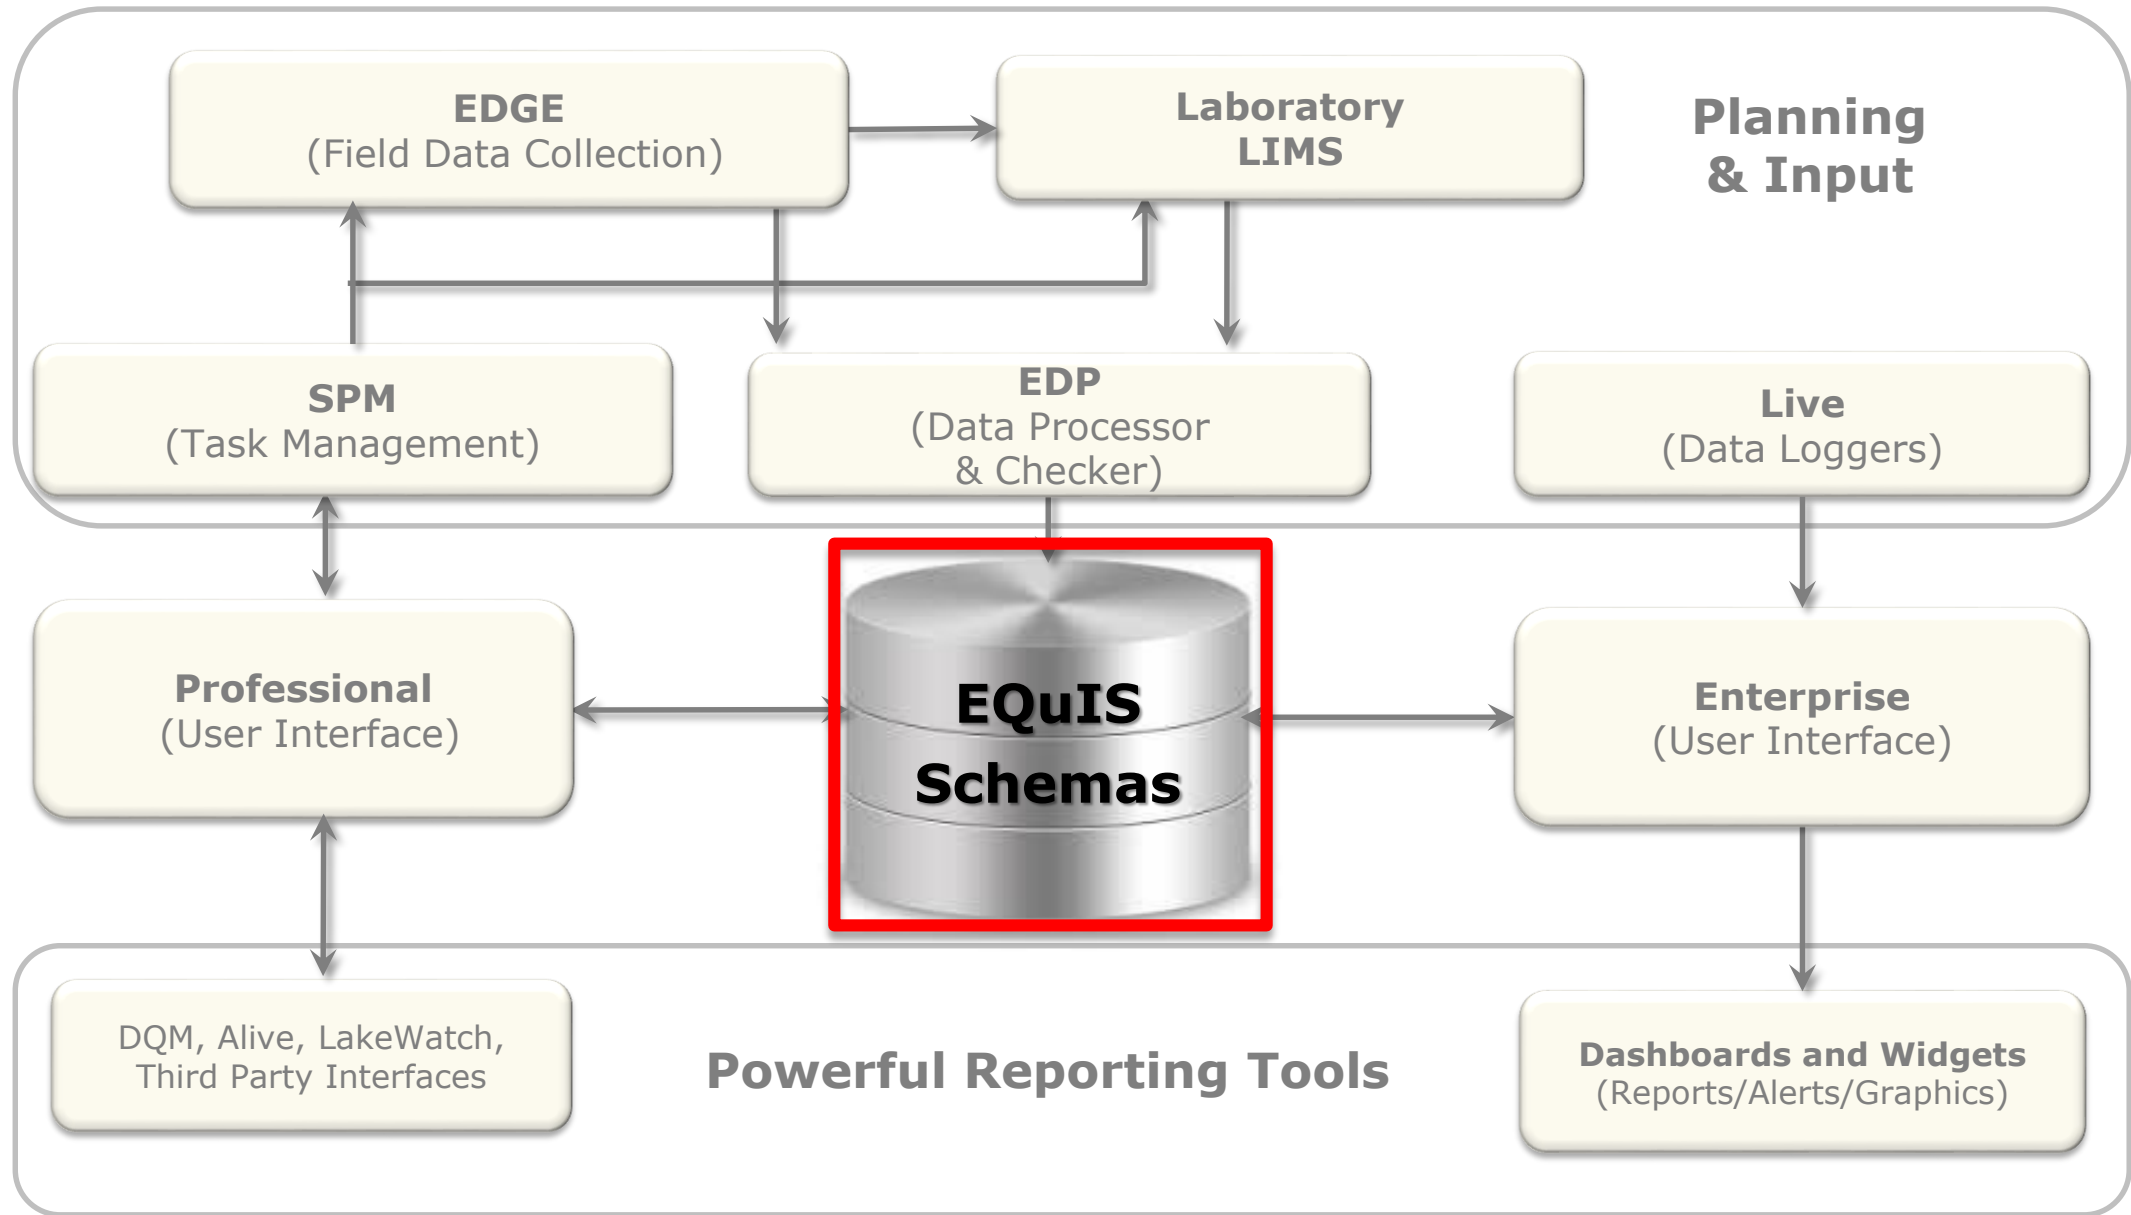 EDGE
(Field Data Collection)
Laboratory
LIMS
Planning
& Input
SPM
(Task Management)
EDP
(Data Processor
& Checker)
Live
(Data Loggers)
Professional
(User Interface)
EQuIS
Schemas
Enterprise
(User Interface)
DQM, Alive, LakeWatch,
Third Party Interfaces
Powerful Reporting Tools
Dashboards and Widgets
(Reports/Alerts/Graphics)